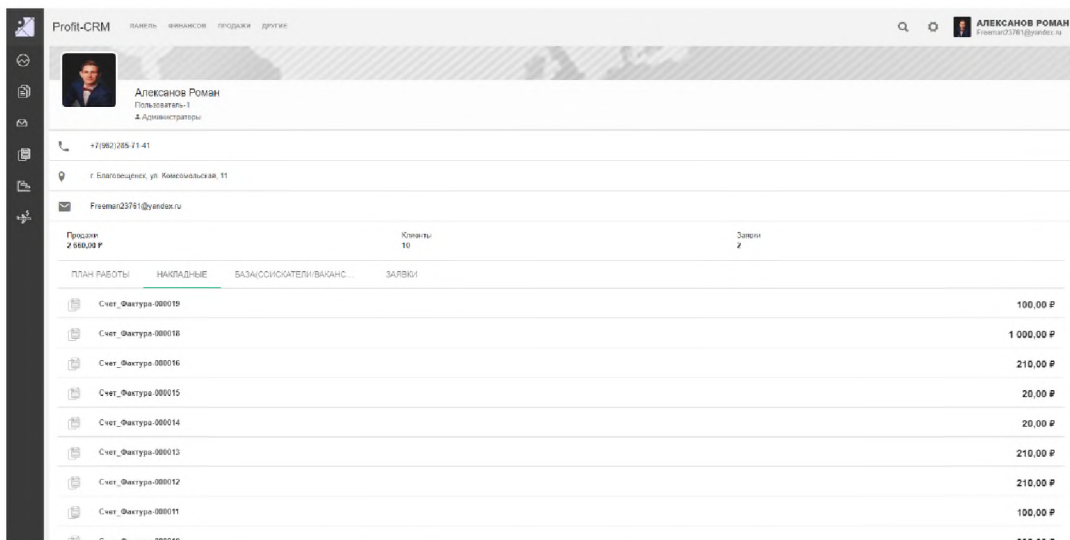 Profit-CRM ПАНЕЛЬ ФИНАНСОВ ПРОДАЖИ ДРУГИЕ АЛЕКСАНОВ РОМАН
Freeman23761@yandex.ru
Алексанов Роман
Пользователь-1
Администраторы
+7(962)285-71-41
г. Благовещенск, ул. Комсомольская, 11
Freeman23761@yandex.ru
Продажи Клиенты Заявки
2 660,00 ₽ 10 2
ПЛАН РАБОТЫ НАКЛАДНЫЕ БАЗА(ССИСКАТЕЛИ/ВАКАНС... ЗАЯВКИ
Счет_Фактура-000019 100,00 ₽
Счет_Фактура-000018 1 000,00 ₽
Счет_Фактура-000016 210,00 ₽
Счет_Фактура-000015 20,00 ₽
Счет_Фактура-000014 20,00 ₽
Счет_Фактура-000013 210,00 ₽
Счет_Фактура-000012 210,00 ₽
Счет_Фактура-000011 100,00 ₽